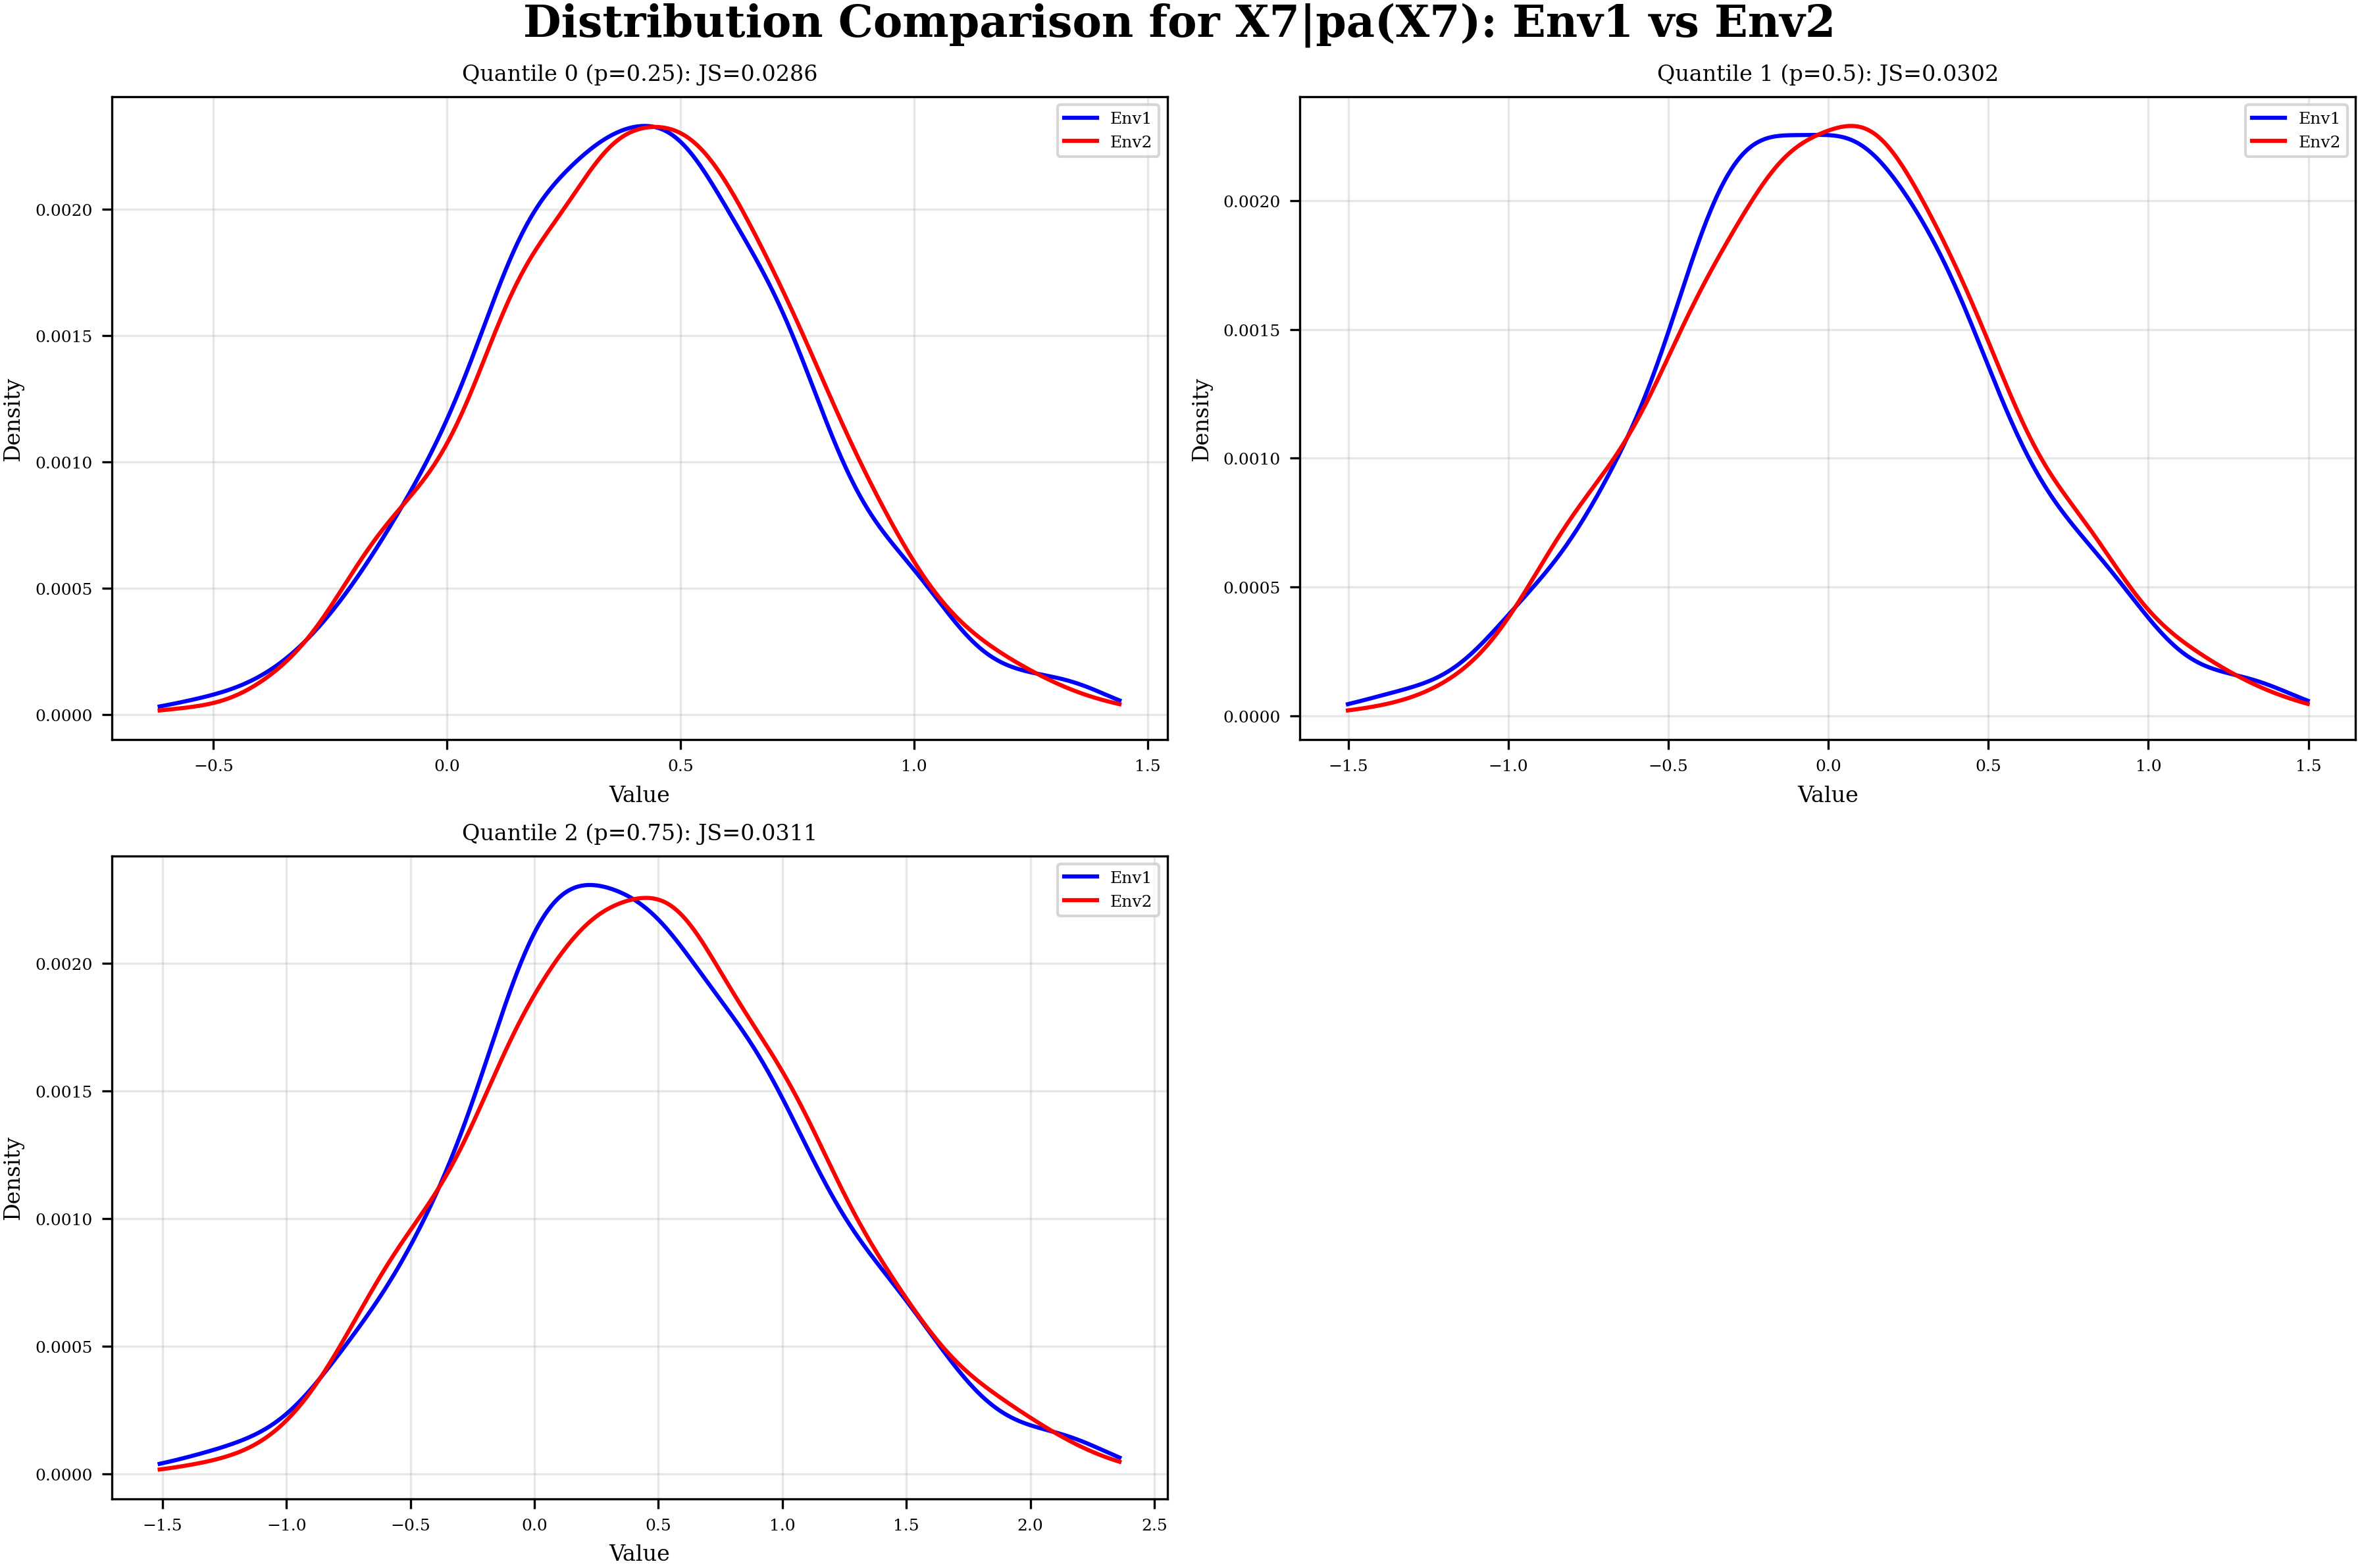 Distribution Comparison for X7|pa(X7): Env1 vs Env2
Quantile 0 (p=0.25): JS=0.0286
Env1
Env2
0.0020
0.0015
0.0010
0.0005
0.0000
Density
−0.5 0.0 0.5 1.0 1.5
Value
Quantile 1 (p=0.5): JS=0.0302
Env1
Env2
0.0020
0.0015
0.0010
0.0005
0.0000
Density
−1.5 −1.0 −0.5 0.0 0.5 1.0 1.5
Value
Quantile 2 (p=0.75): JS=0.0311
Env1
Env2
0.0020
0.0015
0.0010
0.0005
0.0000
Density
−1.5 −1.0 −0.5 0.0 0.5 1.0 1.5 2.0 2.5
Value